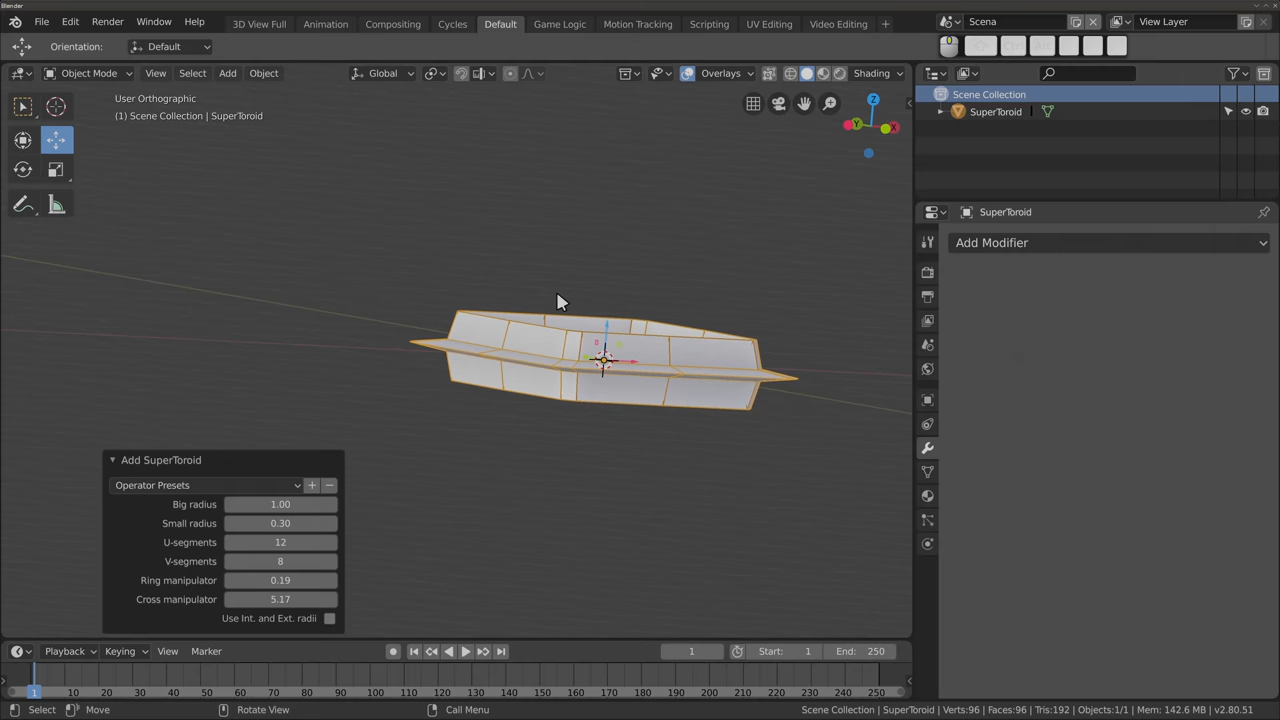 Blender
File Edit Render Window Help 3D View Full Animation Compositing Cycles Default Game Logic Motion Tracking Scripting UV Editing Video Editing + Scena View Layer
Orientation: Default
Object Mode View Select Add Object Global Overlays Shading
User Orthographic
(1) Scene Collection | SuperToroid
Z
Y
X
Scene Collection
SuperToroid
SuperToroid
Add Modifier
Add SuperToroid
Operator Presets
Big radius 1.00
Small radius 0.30
U-segments 12
V-segments 8
Ring manipulator 0.19
Cross manipulator 5.17
Use Int. and Ext. radii
Playback Keying View Marker 1 Start: 1 End: 250
1 10 20 30 40 50 60 70 80 90 100 110 120 130 140 150 160 170 180 190 200 210 220 230 240 250
Select Move Rotate View Call Menu Scene Collection | SuperToroid | Verts:96 | Faces:96 | Tris:192 | Objects:1/1 | Mem: 142.6 MB | v2.80.51